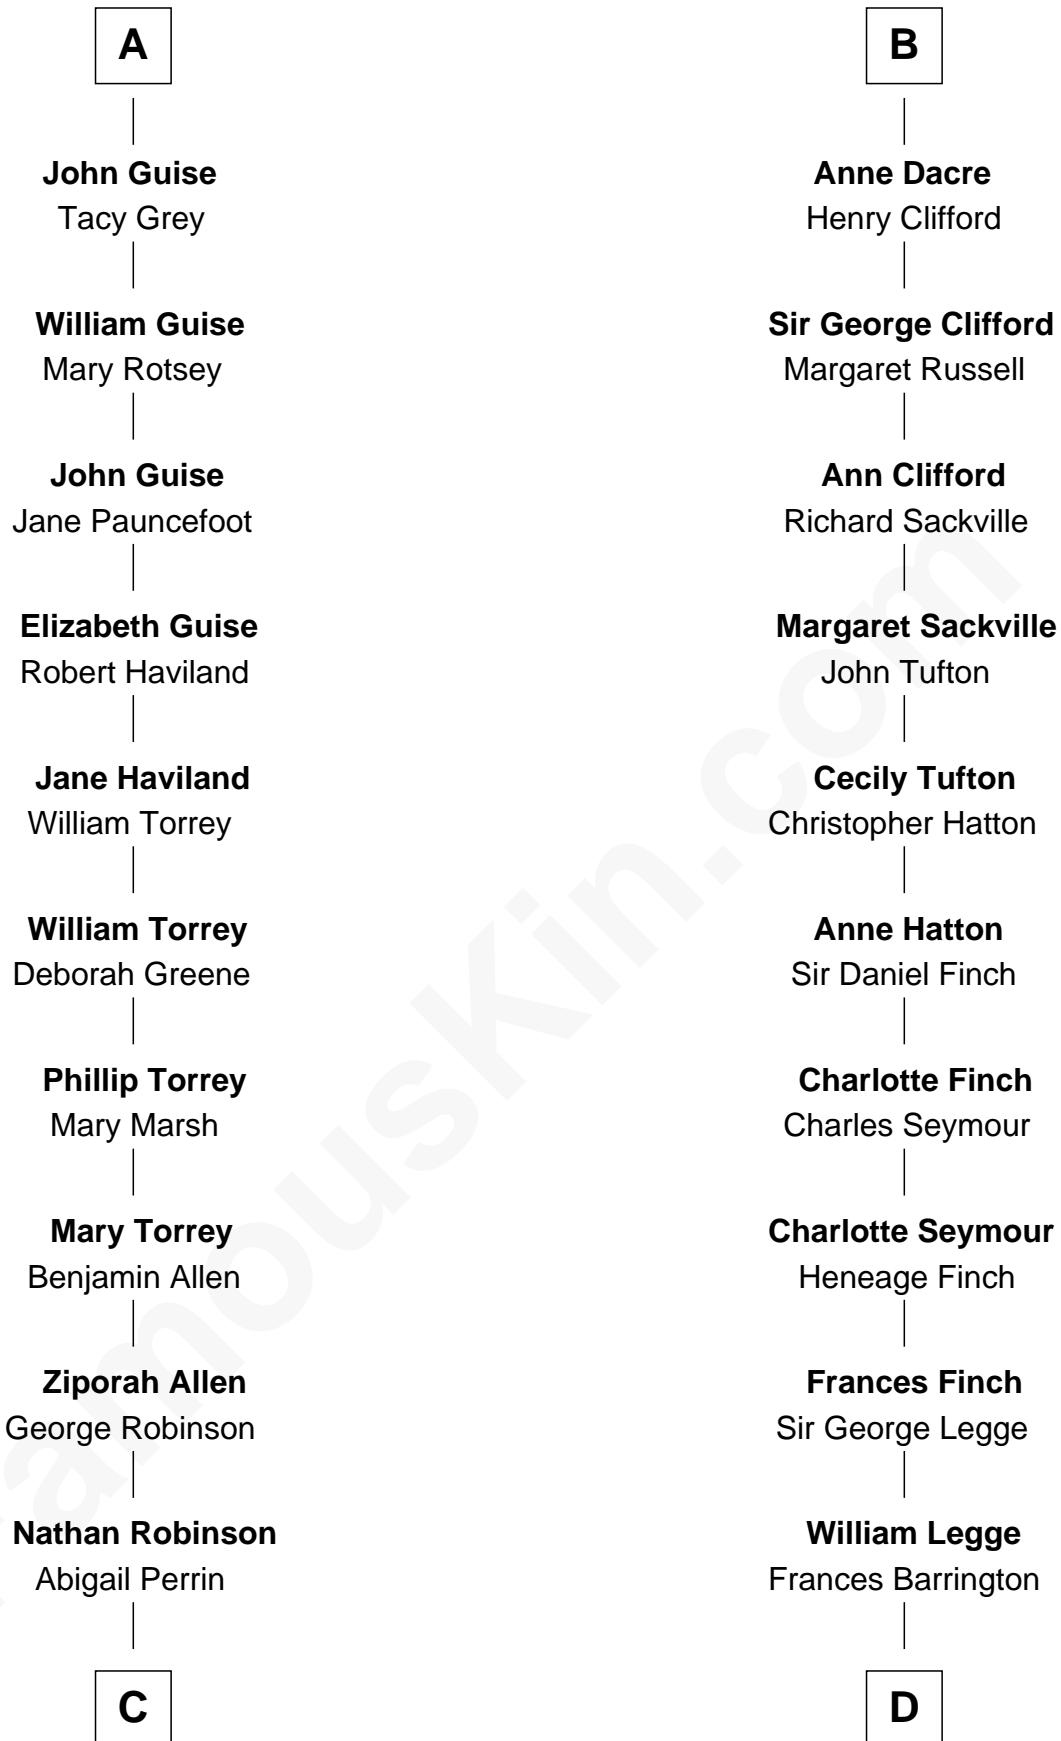 A
John Guise
Tacy Grey
William Guise
Mary Rotsey
John Guise
Jane Pauncefoot
Elizabeth Guise
Robert Haviland
Jane Haviland
William Torrey
William Torrey
Deborah Greene
Phillip Torrey
Mary Marsh
Mary Torrey
Benjamin Allen
Ziporah Allen
George Robinson
Nathan Robinson
Abigail Perrin
C
B
Anne Dacre
Henry Clifford
Sir George Clifford
Margaret Russell
Ann Clifford
Richard Sackville
Margaret Sackville
John Tufton
Cecily Tufton
Christopher Hatton
Anne Hatton
Sir Daniel Finch
Charlotte Finch
Charles Seymour
Charlotte Seymour
Heneage Finch
Frances Finch
Sir George Legge
William Legge
Frances Barrington
D
FamousKin.com